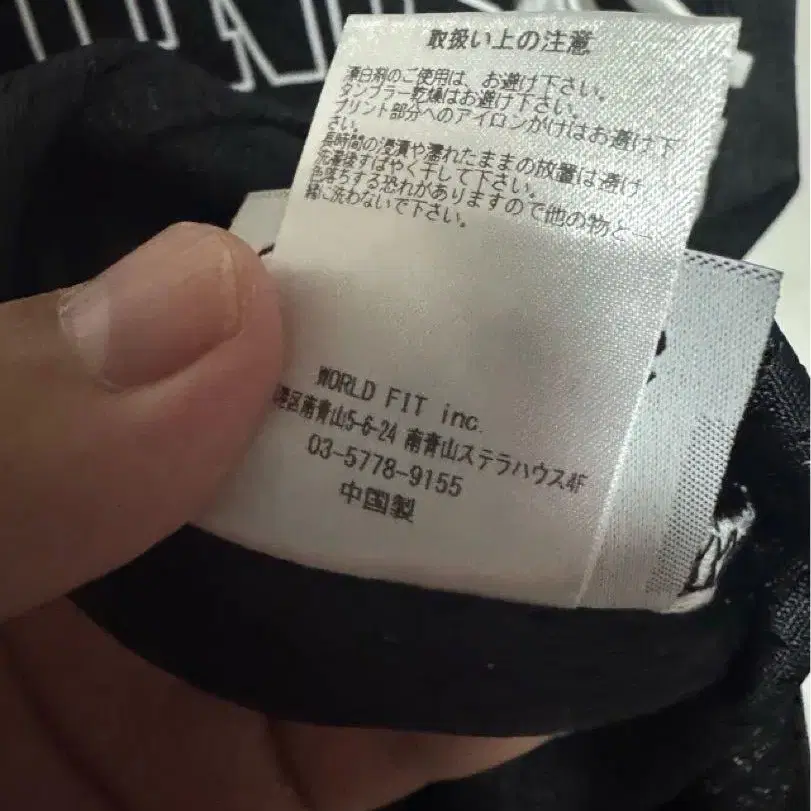 取扱い上の注意
漂白剤のご使用は、お避け下さい。
タンブラー乾燥はお避け下さい。
プリント部分へのアイロンがけはお避け下
さい。
長時間の浸漬や濡れたままの放置は避け
洗濯後すばやく干して下さい。
色落ちする恐れがありますので他の物と一
緒に洗わないで下さい。
WORLD FIT inc.
港区南青山5-6-24 南青山ステラハウス4F
03-5778-9155
中国製